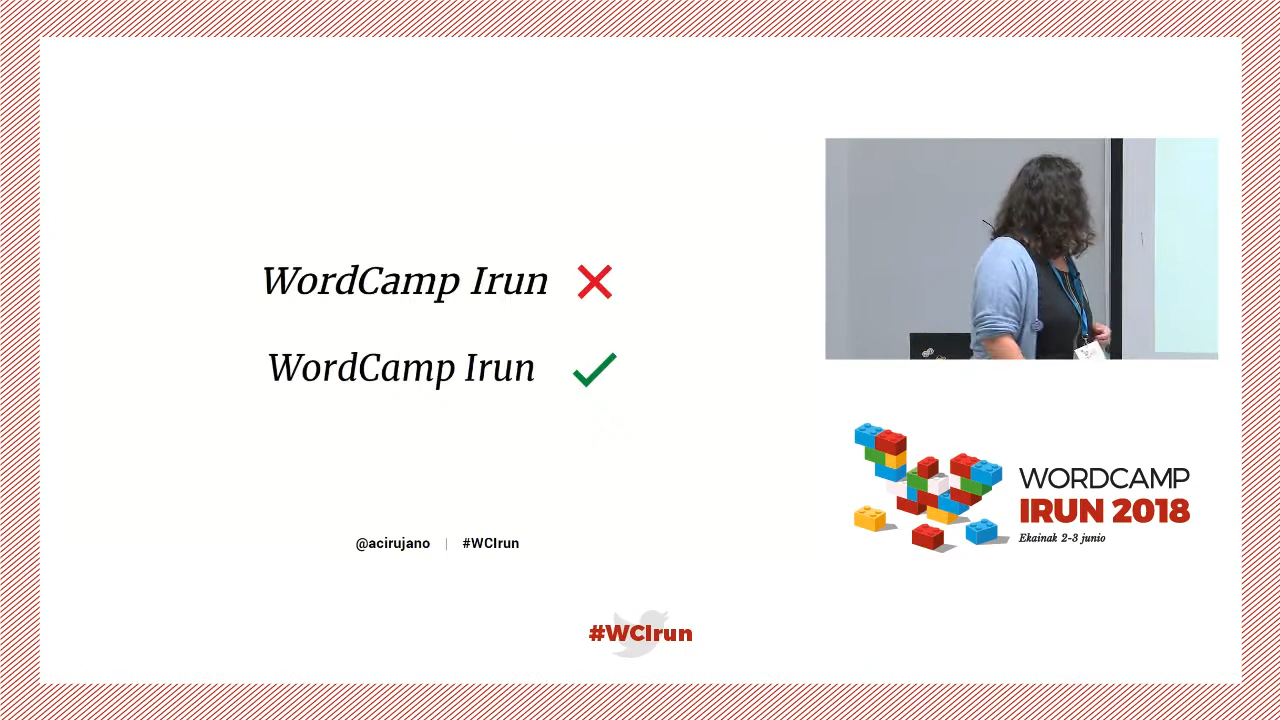 WordCamp Irun
WordCamp Irun
@acirujano | #WCIrun
WORDCAMP
IRUN 2018
Ekainak 2-3 junio
#WCIrun